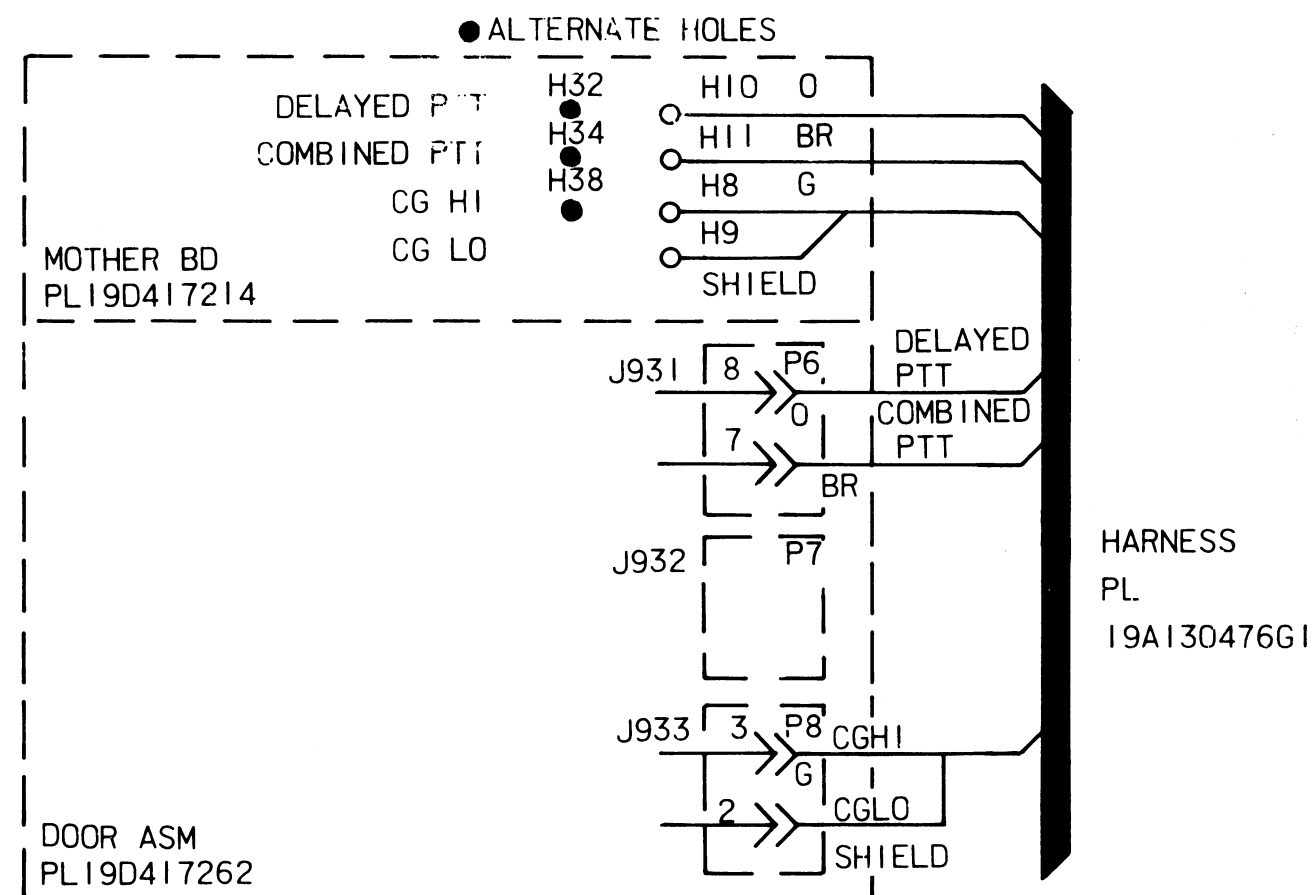 ALTERNATE HOLES
H32 H10 O
DELAYED PTT
H34 H11 BR
COMBINED PTT
H38 H8 G
CG HI
H9
CG LO
MOTHER BD
PL19D417214
SHIELD
DELAYED
PTT
J931 8 P6
O
COMBINED
PTT
7
BR
J932 P7
HARNESS
PL
19A130476G1
J933 3 P8 CGHI
G
2 CGLO
SHIELD
DOOR ASM
PL19D417262